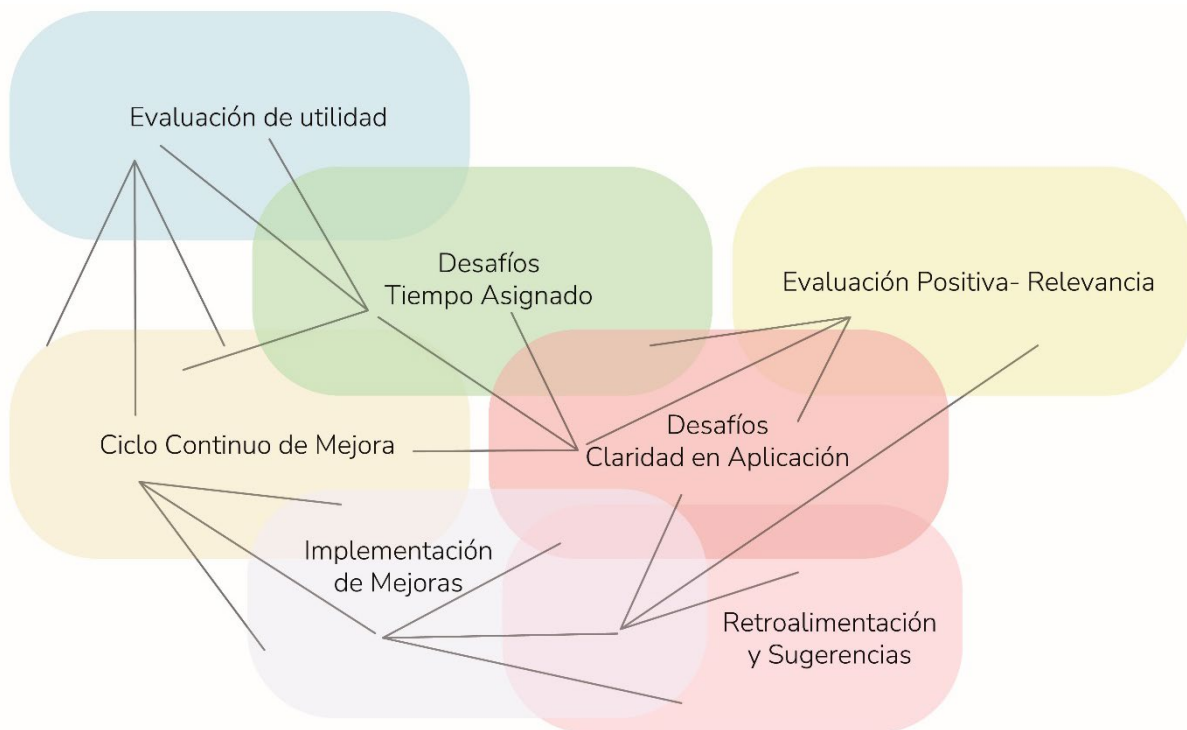 Evaluación de utilidad
Desafíos
Tiempo Asignado
Evaluación Positiva- Relevancia
Ciclo Continuo de Mejora
Desafíos
Claridad en Aplicación
Implementación
de Mejoras
Retroalimentación
y Sugerencias